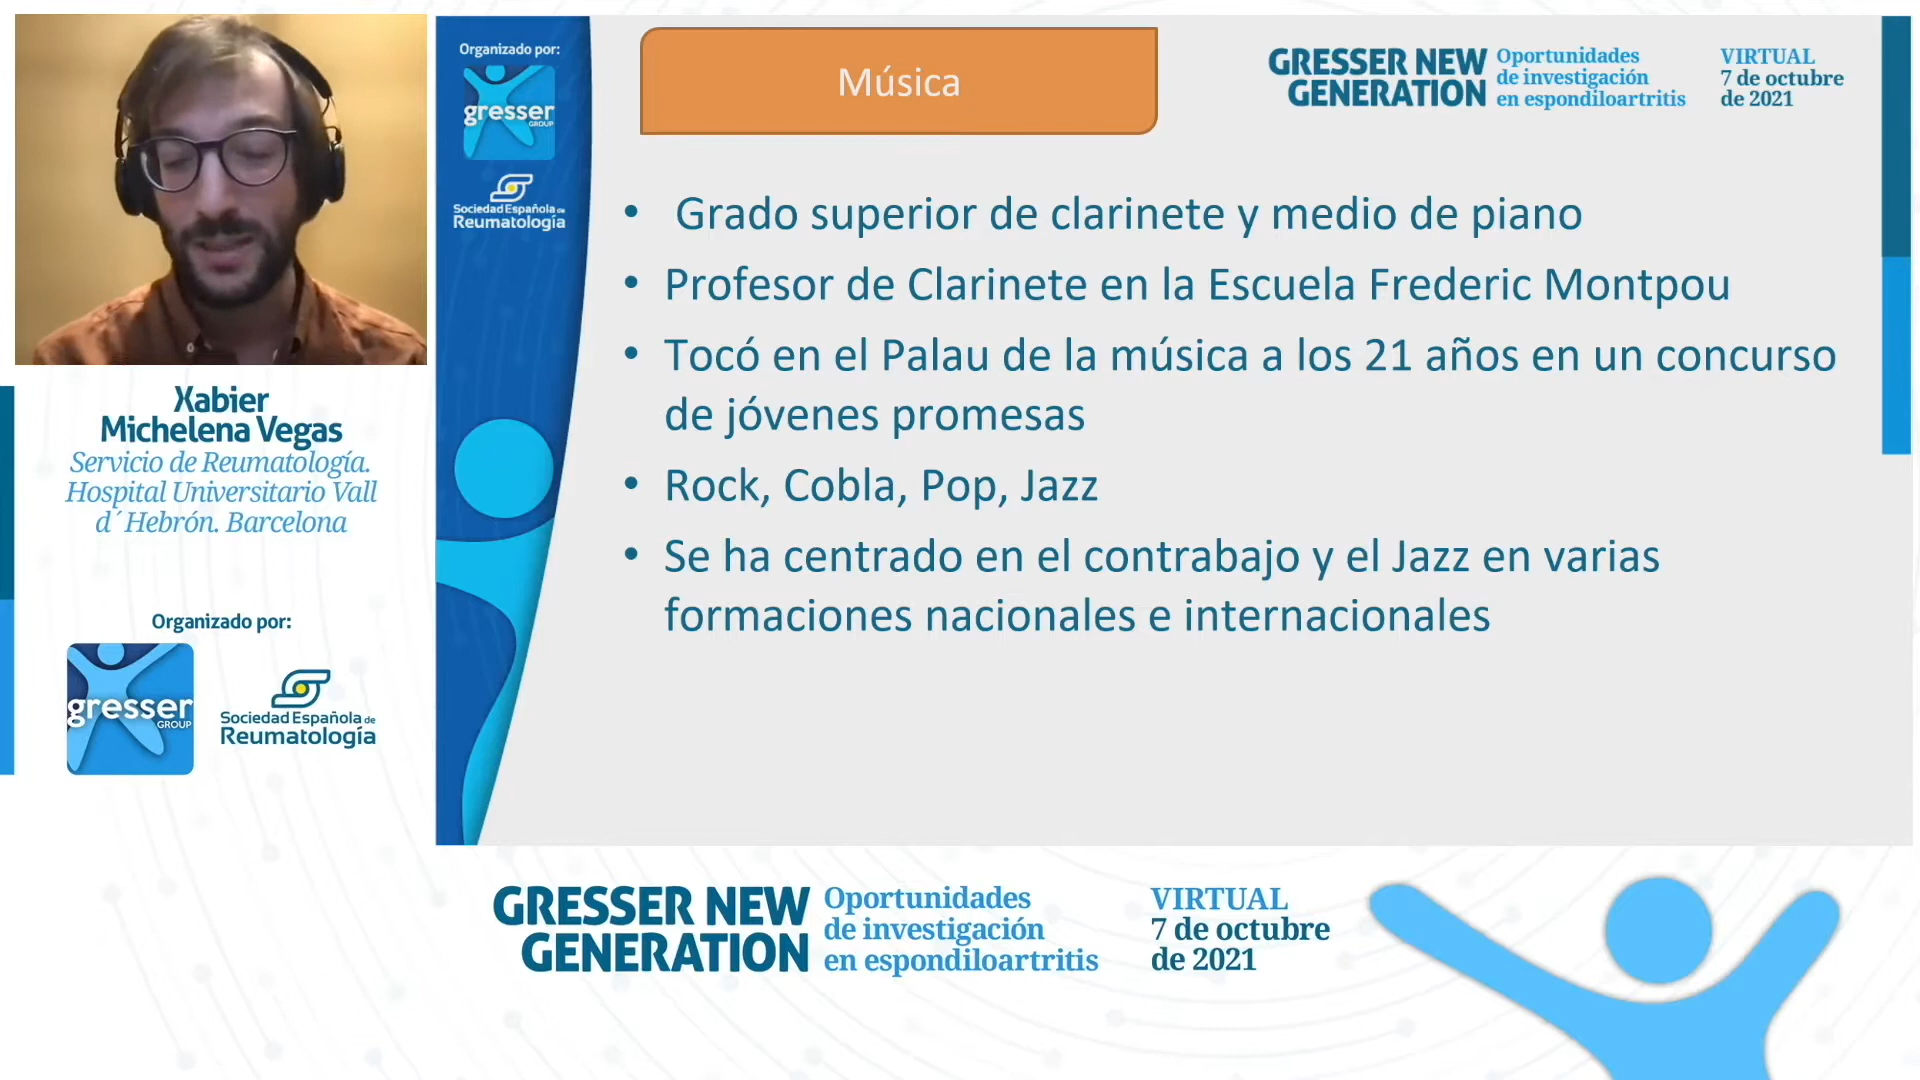 Xabier
Michelena Vegas
Servicio de Reumatología.
Hospital Universitario Vall
d´ Hebrón. Barcelona
Organizado por:
gresser
GROUP
Sociedad Española de
Reumatología
Organizado por:
gresser
GROUP
Sociedad Española de
Reumatología
Música
GRESSER NEW
GENERATION
Oportunidades
de investigación
en espondiloartritis
VIRTUAL
7 de octubre
de 2021
• Grado superior de clarinete y medio de piano
• Profesor de Clarinete en la Escuela Frederic Montpou
• Tocó en el Palau de la música a los 21 años en un concurso
de jóvenes promesas
• Rock, Cobla, Pop, Jazz
• Se ha centrado en el contrabajo y el Jazz en varias
formaciones nacionales e internacionales
GRESSER NEW
GENERATION
Oportunidades
de investigación
en espondiloartritis
VIRTUAL
7 de octubre
de 2021